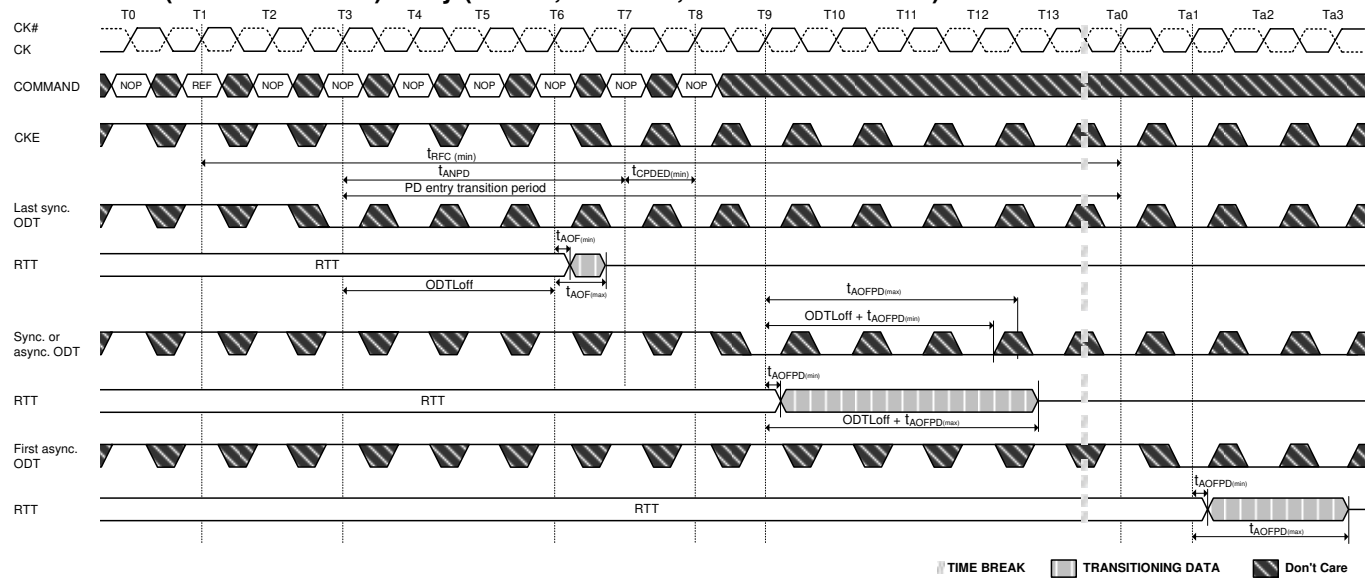 T0 T1 T2 T3 T4 T5 T6 T7 T8 T9 T10 T11 T12 T13 Ta0 Ta1 Ta2 Ta3
CK#
CK
COMMAND NOP REF NOP NOP NOP NOP NOP NOP NOP
CKE
tRFC (min)
tANPD tCPDED(min)
PD entry transition period
Last sync.
ODT
tAOF(min)
RTT RTT
ODTLoff tAOF(max)
tAOFPD(max)
ODTLoff + tAOFPD(min)
Sync. or
async. ODT
tAOFPD(min)
RTT RTT
ODTLoff + tAOFPD(max)
First async.
ODT
tAOFPD(min)
RTT RTT
tAOFPD(max)
TIME BREAK TRANSITIONING DATA Don't Care